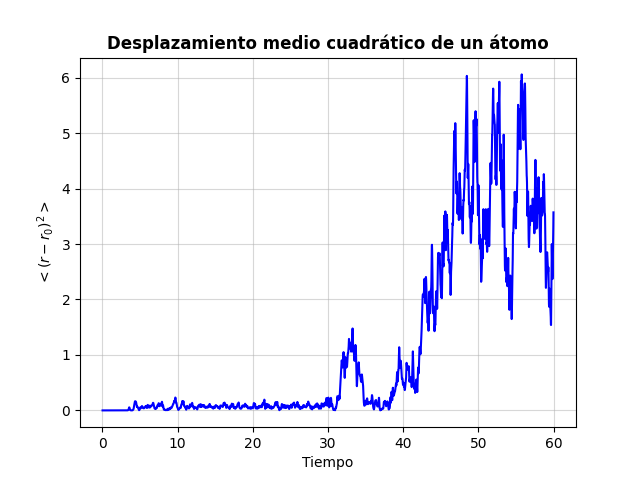 Desplazamiento medio cuadrático de un átomo
< (r − r₀)² >
6
5
4
3
2
1
0
0 10 20 30 40 50 60
Tiempo